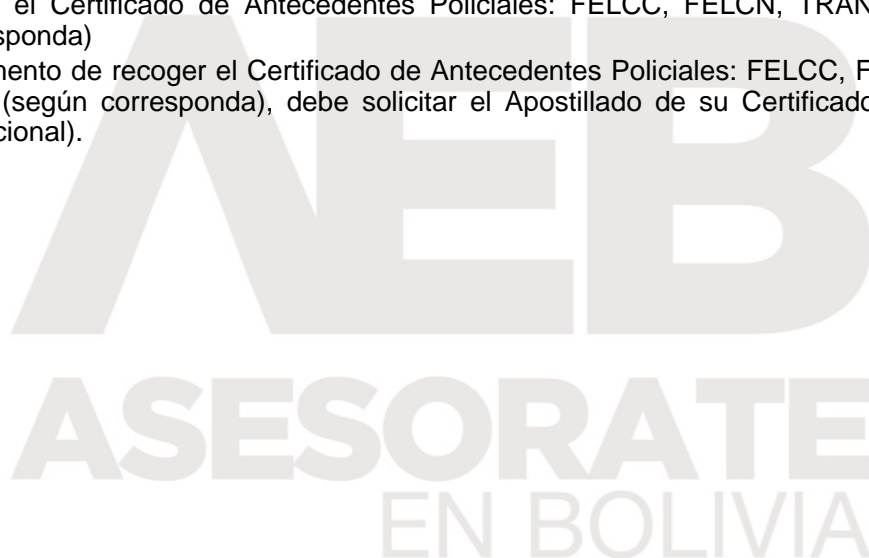 el Certificado de Antecedentes Policiales: FELCC, FELCN, TRAN
sponda)
mento de recoger el Certificado de Antecedentes Policiales: FELCC, F
(según corresponda), debe solicitar el Apostillado de su Certificado
cional).
AEB
ASESORATE
EN BOLIVIA